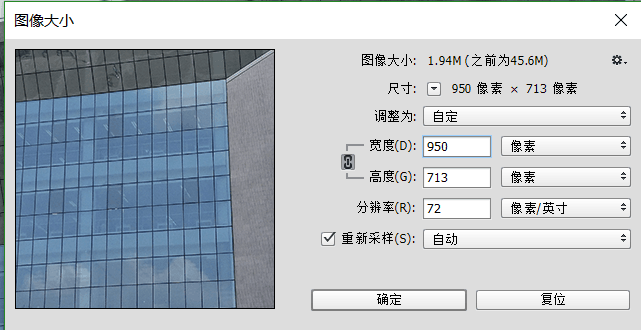 图像大小
图像大小: 1.94M (之前为45.6M)
尺寸: 950 像素 × 713 像素
调整为: 自定
宽度(D): 950 像素
高度(G): 713 像素
分辨率(R): 72 像素/英寸
重新采样(S): 自动
确定 复位